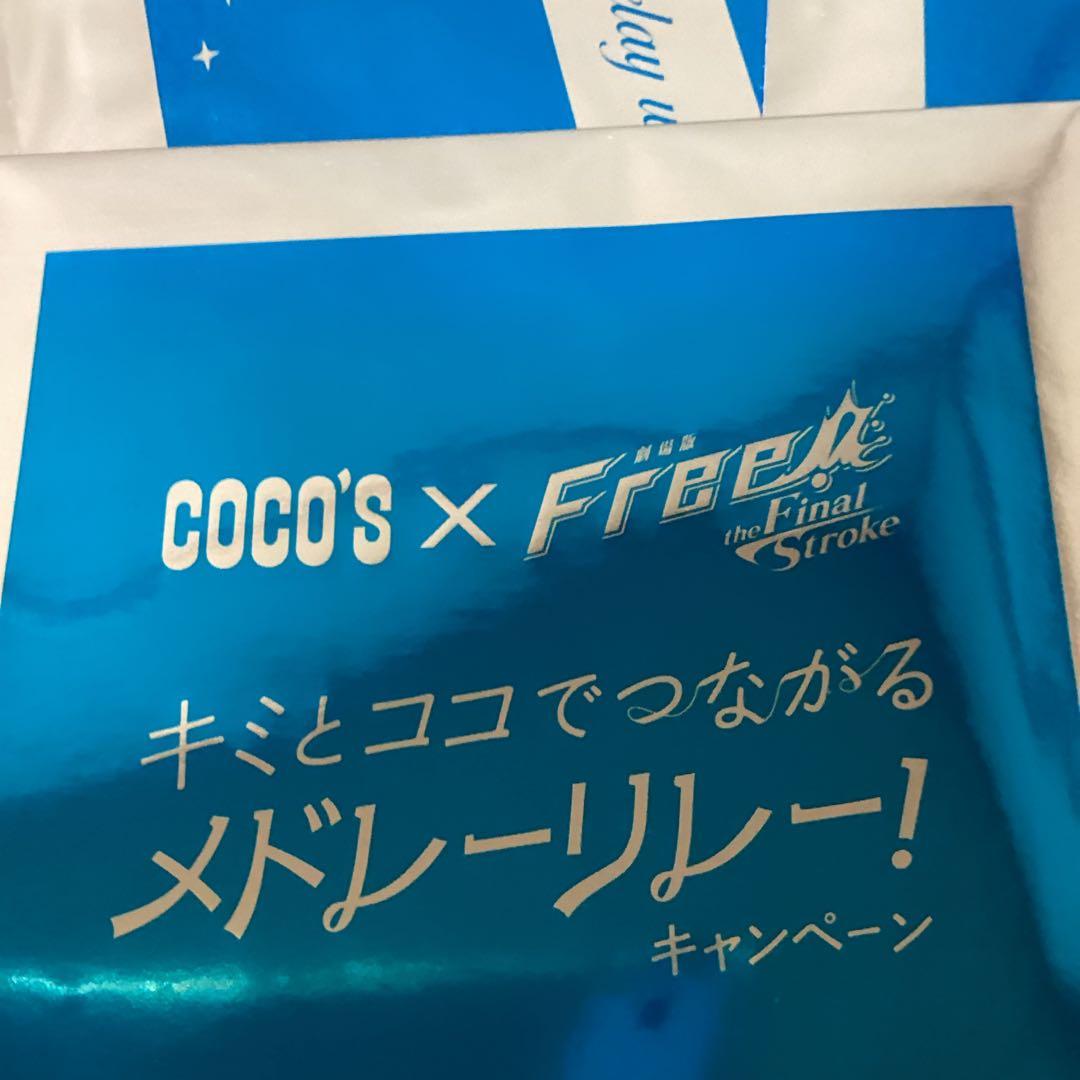 play
COCO'S × 劇場版 Free! the Final Stroke
キミとココでつながる
メドレーリレー!
キャンペーン